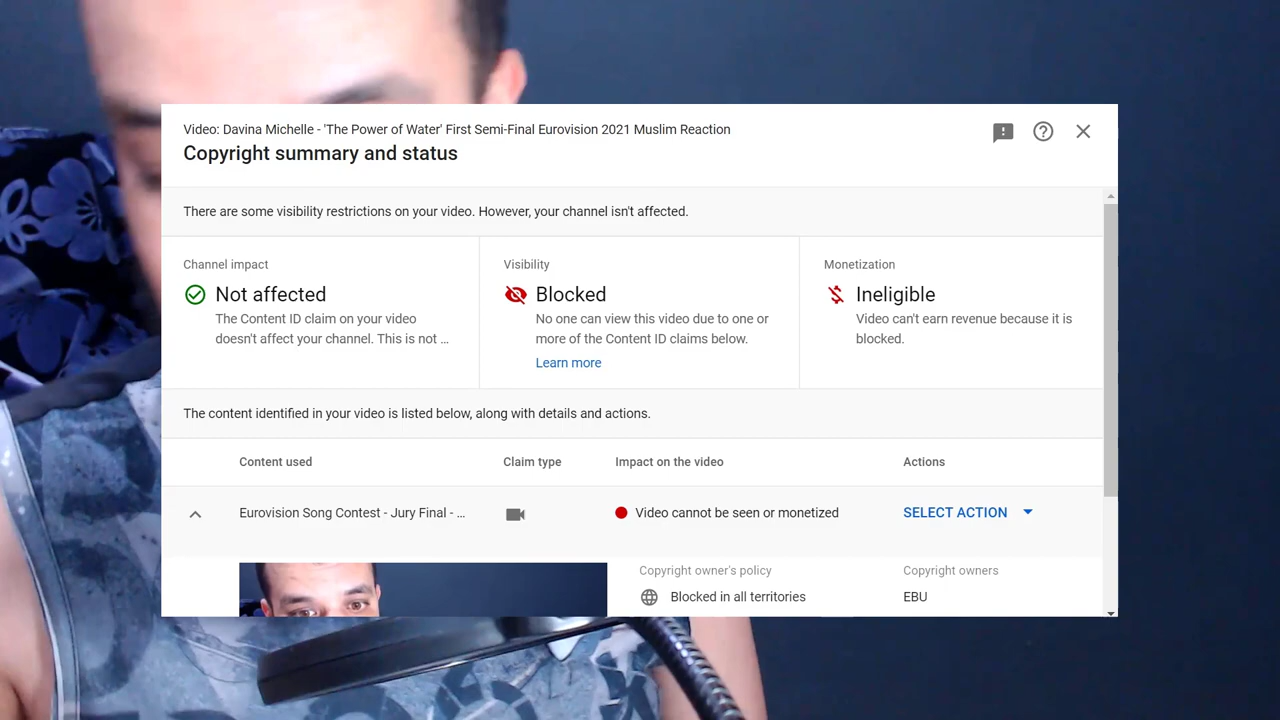 Video: Davina Michelle - 'The Power of Water' First Semi-Final Eurovision 2021 Muslim Reaction
Copyright summary and status
There are some visibility restrictions on your video. However, your channel isn't affected.
Channel impact
Not affected
The Content ID claim on your video
doesn't affect your channel. This is not ...
Visibility
Blocked
No one can view this video due to one or
more of the Content ID claims below.
Learn more
Monetization
Ineligible
Video can't earn revenue because it is
blocked.
The content identified in your video is listed below, along with details and actions.
Content used
Claim type
Impact on the video
Actions
Eurovision Song Contest - Jury Final - ...
Video cannot be seen or monetized
SELECT ACTION
Copyright owner's policy
Copyright owners
Blocked in all territories
EBU